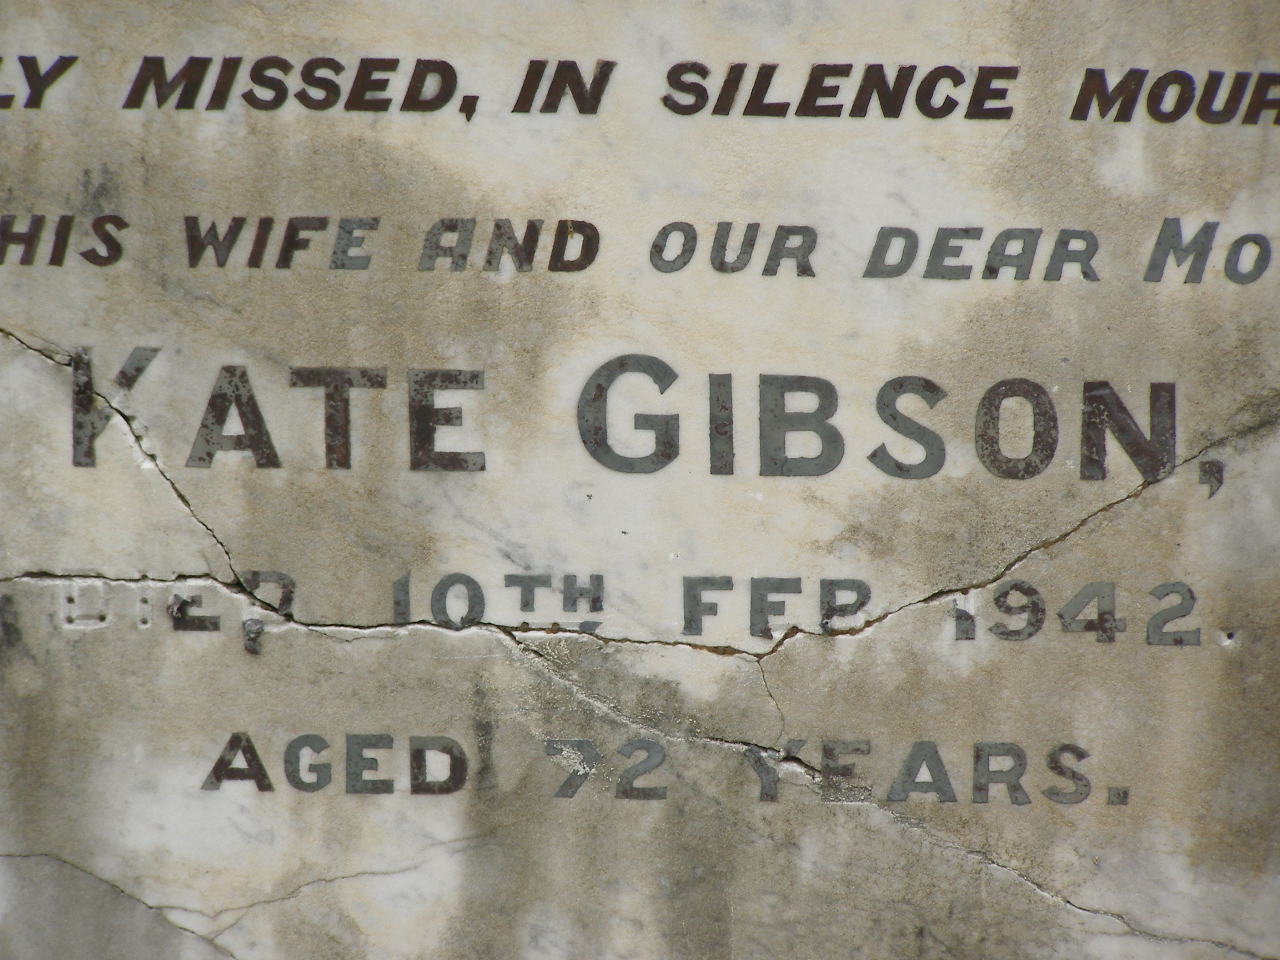 LY MISSED, IN SILENCE MOUR
HIS WIFE AND OUR DEAR MO
KATE GIBSON,
DIED 10TH FEB. 1942.
AGED 72 YEARS.